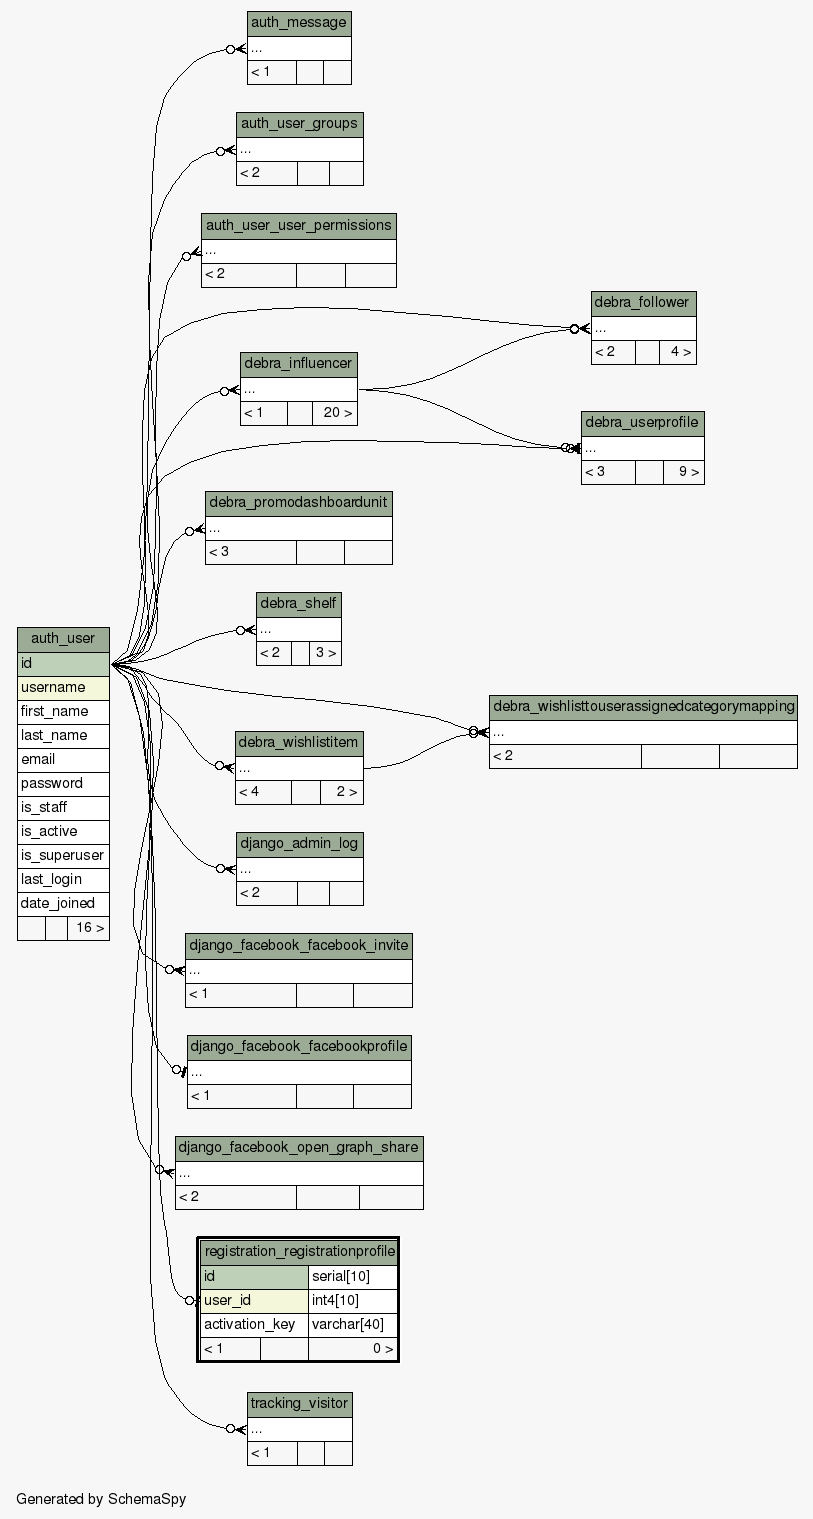 auth_message
...
< 1
auth_user_groups
...
< 2
auth_user_user_permissions
...
< 2
debra_follower
...
< 2 4 >
debra_influencer
...
< 1 20 >
debra_userprofile
...
< 3 9 >
debra_promodashboardunit
...
< 3
debra_shelf
...
< 2 3 >
auth_user
id
username
first_name
last_name
email
password
is_staff
is_active
is_superuser
last_login
date_joined
16 >
debra_wishlisttouserassignedcategorymapping
...
< 2
debra_wishlistitem
...
< 4 2 >
django_admin_log
...
< 2
django_facebook_facebook_invite
...
< 1
django_facebook_facebookprofile
...
< 1
django_facebook_open_graph_share
...
< 2
registration_registrationprofile
id serial[10]
user_id int4[10]
activation_key varchar[40]
< 1 0 >
tracking_visitor
...
< 1
Generated by SchemaSpy